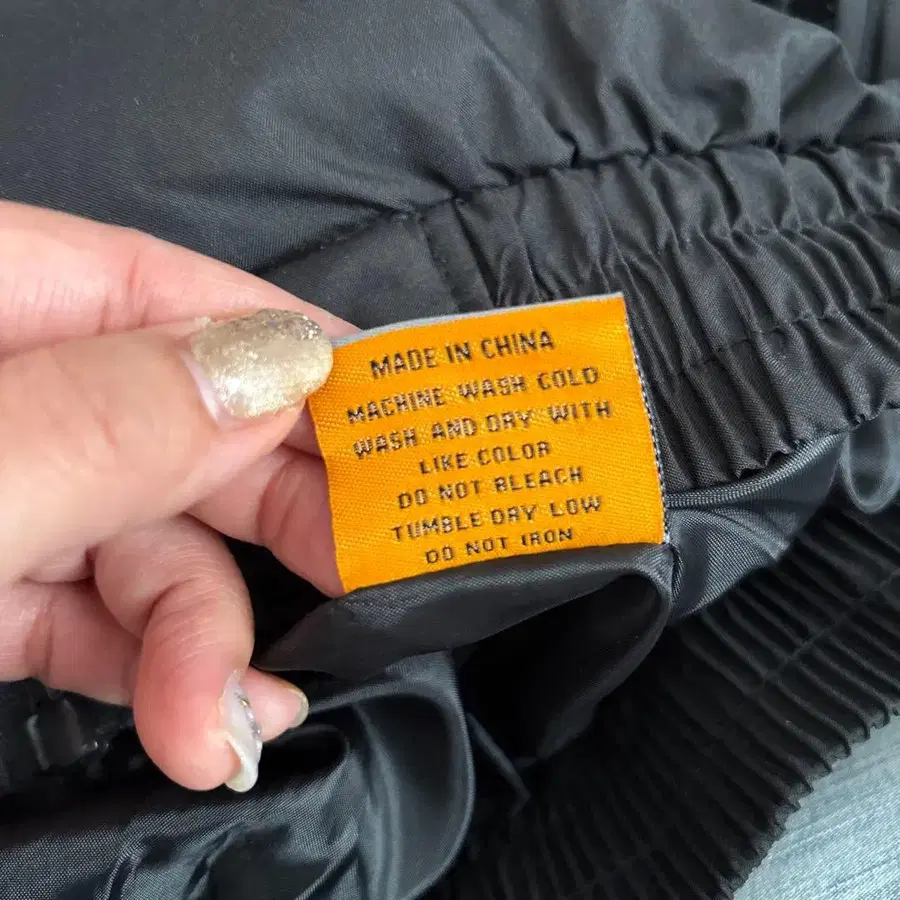 MADE IN CHINA
MACHINE WASH COLD
WASH AND DRY WITH
LIKE COLOR
DO NOT BLEACH
TUMBLE DRY LOW
DO NOT IRON